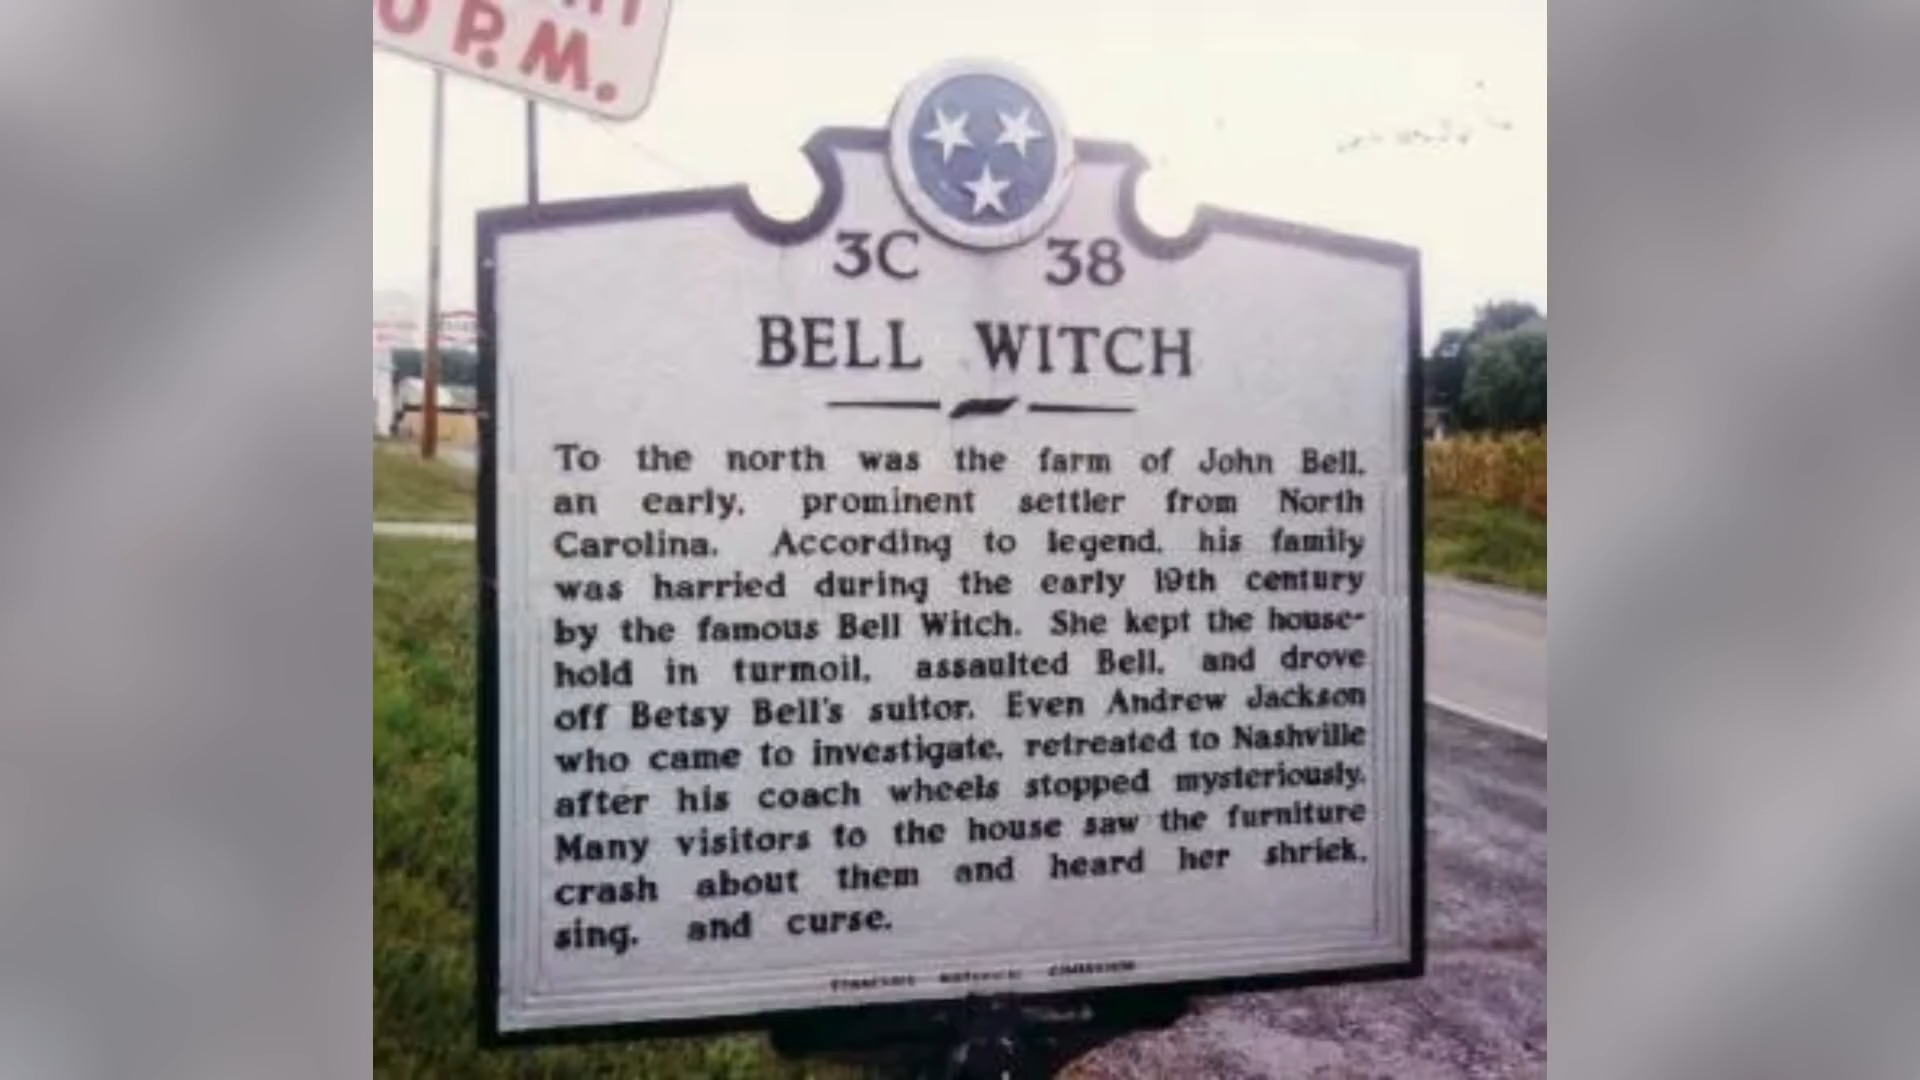 0 P.M.
3C 38
BELL WITCH
To the north was the farm of John Bell,
an early, prominent settler from North
Carolina. According to legend, his family
was harried during the early 19th century
by the famous Bell Witch. She kept the house-
hold in turmoil, assaulted Bell, and drove
off Betsy Bell's suitor. Even Andrew Jackson
who came to investigate, retreated to Nashville
after his coach wheels stopped mysteriously.
Many visitors to the house saw the furniture
crash about them and heard her shriek,
sing, and curse.
TENNESSEE HISTORICAL COMMISSION